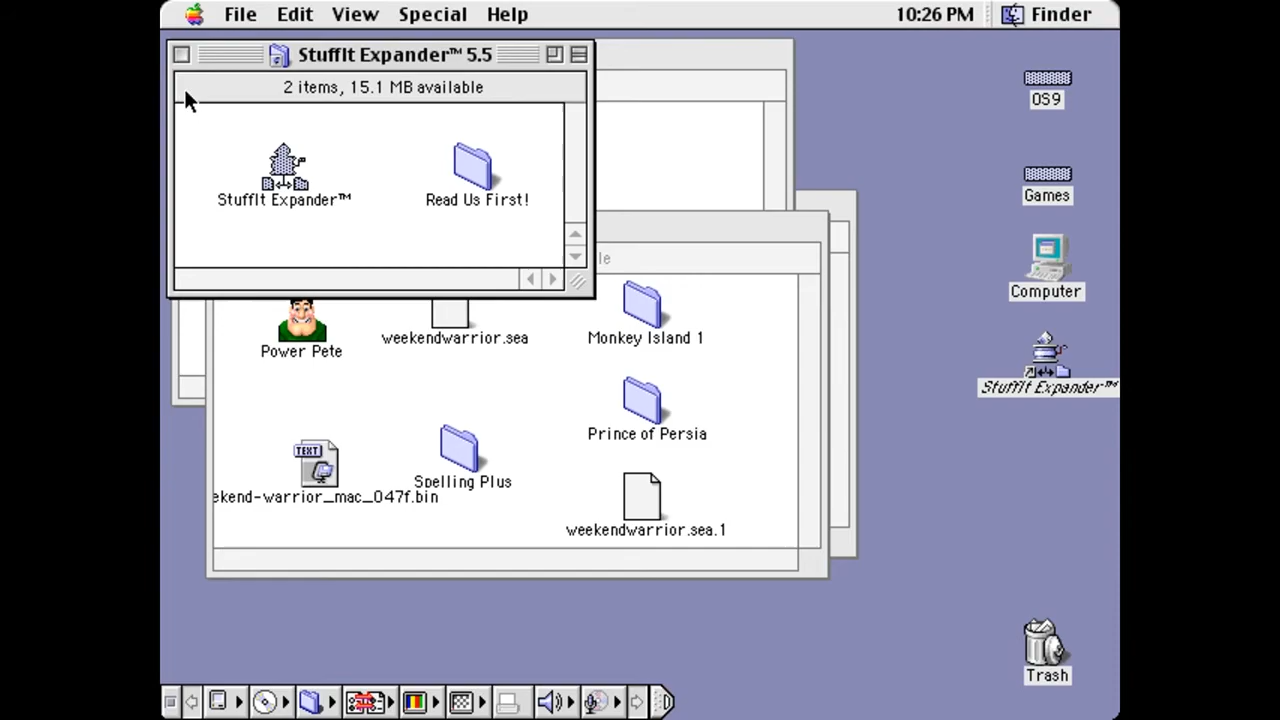 File Edit View Special Help 10:26 PM Finder
StuffIt Expander™ 5.5
2 items, 15.1 MB available
StuffIt Expander™
Read Us First!
le
Power Pete
weekendwarrior.sea
Monkey Island 1
Prince of Persia
TEXT
ekend-warrior_mac_047f.bin
Spelling Plus
weekendwarrior.sea.1
OS9
Games
Computer
StuffIt Expander™
Trash